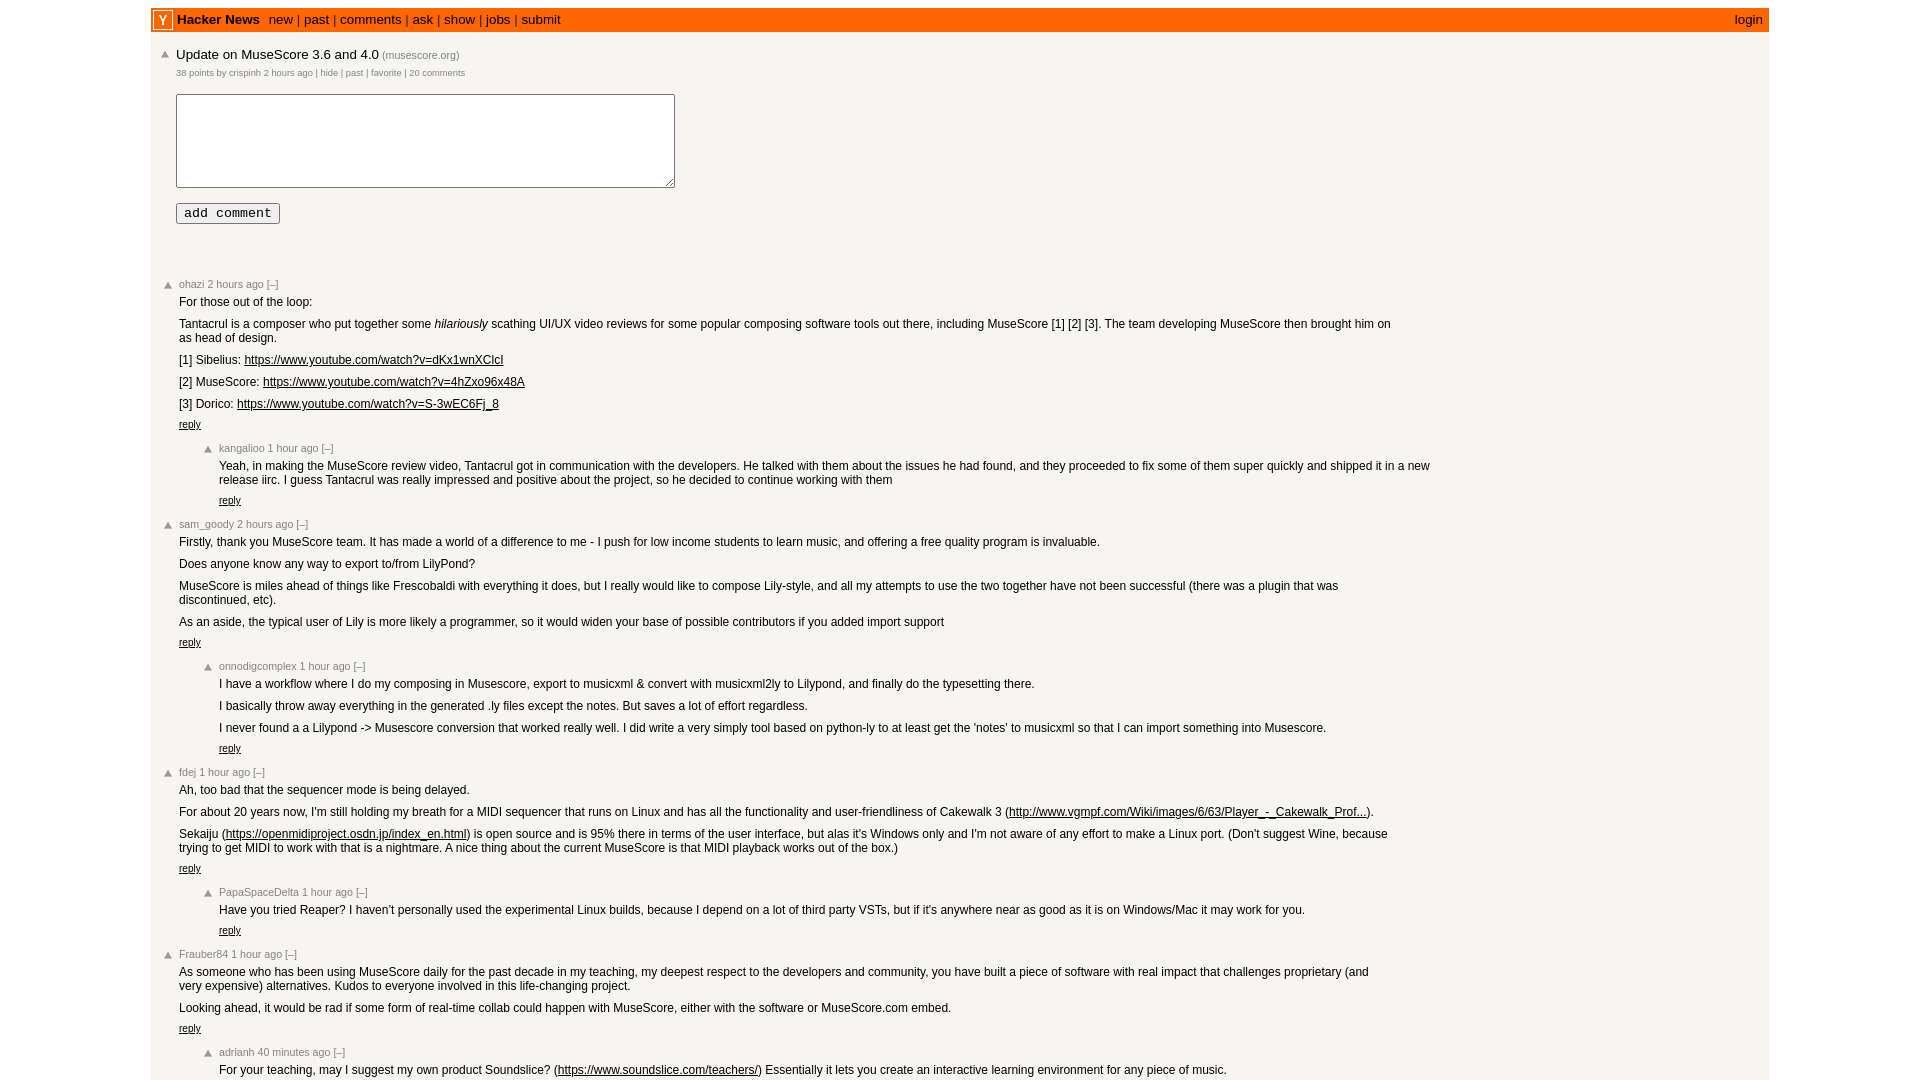 Y Hacker News new | past | comments | ask | show | jobs | submit login
Update on MuseScore 3.6 and 4.0 (musescore.org)
38 points by crispinh 2 hours ago | hide | past | favorite | 20 comments
add comment
ohazi 2 hours ago [–]
For those out of the loop:
Tantacrul is a composer who put together some hilariously scathing UI/UX video reviews for some popular composing software tools out there, including MuseScore [1] [2] [3]. The team developing MuseScore then brought him on
as head of design.
[1] Sibelius: https://www.youtube.com/watch?v=dKx1wnXClcI
[2] MuseScore: https://www.youtube.com/watch?v=4hZxo96x48A
[3] Dorico: https://www.youtube.com/watch?v=S-3wEC6Fj_8
reply
kangalioo 1 hour ago [–]
Yeah, in making the MuseScore review video, Tantacrul got in communication with the developers. He talked with them about the issues he had found, and they proceeded to fix some of them super quickly and shipped it in a new
release iirc. I guess Tantacrul was really impressed and positive about the project, so he decided to continue working with them
reply
sam_goody 2 hours ago [–]
Firstly, thank you MuseScore team. It has made a world of a difference to me - I push for low income students to learn music, and offering a free quality program is invaluable.
Does anyone know any way to export to/from LilyPond?
MuseScore is miles ahead of things like Frescobaldi with everything it does, but I really would like to compose Lily-style, and all my attempts to use the two together have not been successful (there was a plugin that was
discontinued, etc).
As an aside, the typical user of Lily is more likely a programmer, so it would widen your base of possible contributors if you added import support
reply
onnodigcomplex 1 hour ago [–]
I have a workflow where I do my composing in Musescore, export to musicxml & convert with musicxml2ly to Lilypond, and finally do the typesetting there.
I basically throw away everything in the generated .ly files except the notes. But saves a lot of effort regardless.
I never found a a Lilypond -> Musescore conversion that worked really well. I did write a very simply tool based on python-ly to at least get the 'notes' to musicxml so that I can import something into Musescore.
reply
fdej 1 hour ago [–]
Ah, too bad that the sequencer mode is being delayed.
For about 20 years now, I'm still holding my breath for a MIDI sequencer that runs on Linux and has all the functionality and user-friendliness of Cakewalk 3 (http://www.vgmpf.com/Wiki/images/6/63/Player_-_Cakewalk_Prof...).
Sekaiju (https://openmidiproject.osdn.jp/index_en.html) is open source and is 95% there in terms of the user interface, but alas it's Windows only and I'm not aware of any effort to make a Linux port. (Don't suggest Wine, because
trying to get MIDI to work with that is a nightmare. A nice thing about the current MuseScore is that MIDI playback works out of the box.)
reply
PapaSpaceDelta 1 hour ago [–]
Have you tried Reaper? I haven’t personally used the experimental Linux builds, because I depend on a lot of third party VSTs, but if it's anywhere near as good as it is on Windows/Mac it may work for you.
reply
Frauber84 1 hour ago [–]
As someone who has been using MuseScore daily for the past decade in my teaching, my deepest respect to the developers and community, you have built a piece of software with real impact that challenges proprietary (and
very expensive) alternatives. Kudos to everyone involved in this life-changing project.
Looking ahead, it would be rad if some form of real-time collab could happen with MuseScore, either with the software or MuseScore.com embed.
reply
adrianh 40 minutes ago [–]
For your teaching, may I suggest my own product Soundslice? (https://www.soundslice.com/teachers/) Essentially it lets you create an interactive learning environment for any piece of music.